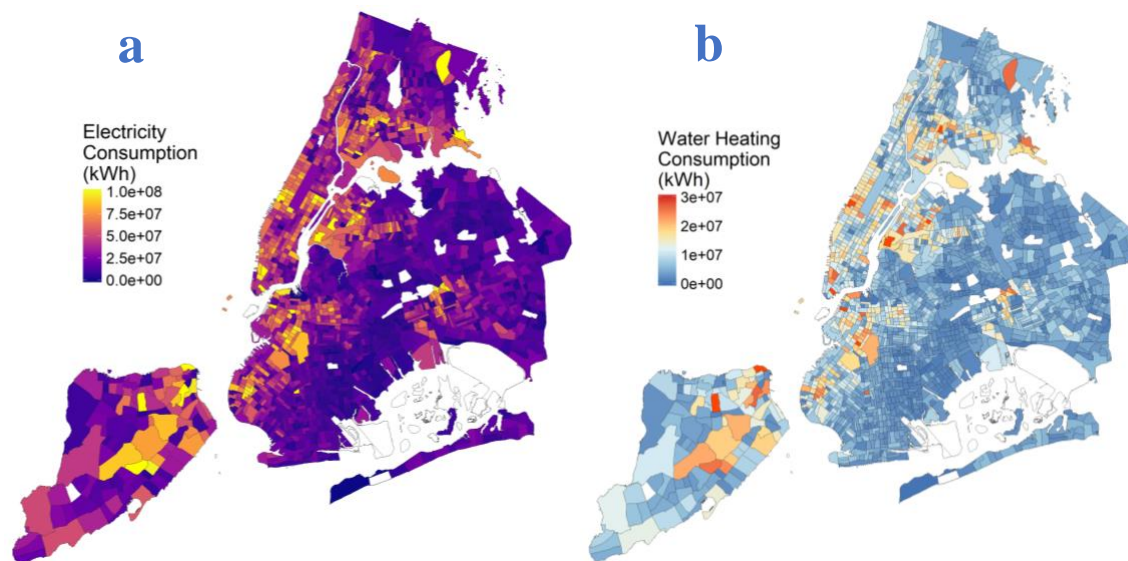 a
Electricity
Consumption
(kWh)
1.0e+08
7.5e+07
5.0e+07
2.5e+07
0.0e+00
b
Water Heating
Consumption
(kWh)
3e+07
2e+07
1e+07
0e+00